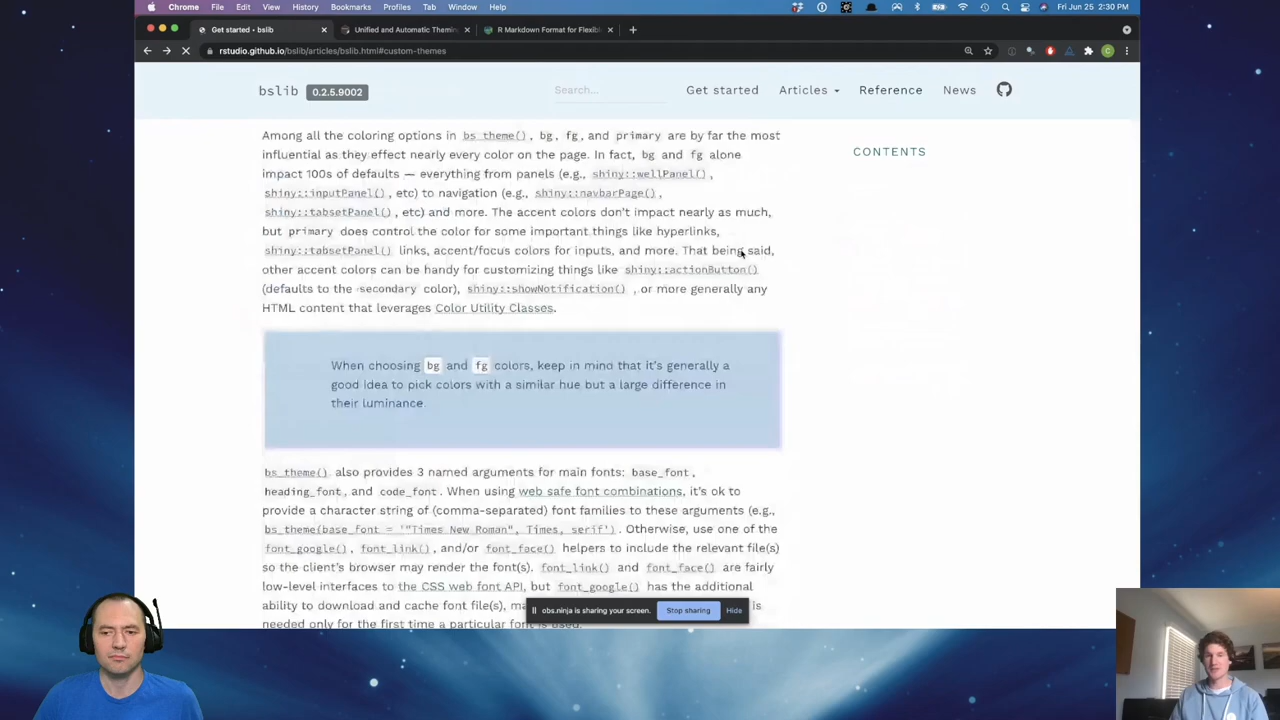 Chrome File Edit View History Bookmarks Profiles Tab Window Help Fri Jun 25 2:30 PM
Get started • bslib Unified and Automatic Theming R Markdown Format for Flexible
rstudio.github.io/bslib/articles/bslib.html#custom-themes
bslib 0.2.5.9002 Search... Get started Articles Reference News
Among all the coloring options in bs_theme(), bg, fg, and primary are by far the most
influential as they effect nearly every color on the page. In fact, bg and fg alone
impact 100s of defaults — everything from panels (e.g., shiny::wellPanel(),
shiny::inputPanel(), etc) to navigation (e.g., shiny::navbarPage(),
shiny::tabsetPanel(), etc) and more. The accent colors don't impact nearly as much,
but primary does control the color for some important things like hyperlinks,
shiny::tabsetPanel() links, accent/focus colors for inputs, and more. That being said,
other accent colors can be handy for customizing things like shiny::actionButton()
(defaults to the secondary color), shiny::showNotification(), or more generally any
HTML content that leverages Color Utility Classes.
CONTENTS
When choosing bg and fg colors, keep in mind that it's generally a
good idea to pick colors with a similar hue but a large difference in
their luminance.
bs_theme() also provides 3 named arguments for main fonts: base_font,
heading_font, and code_font. When using web safe font combinations, it's ok to
provide a character string of (comma-separated) font families to these arguments (e.g.,
bs_theme(base_font = '"Times New Roman", Times, serif'). Otherwise, use one of the
font_google(), font_link(), and/or font_face() helpers to include the relevant file(s)
so the client's browser may render the font(s). font_link() and font_face() are fairly
low-level interfaces to the CSS web font API, but font_google() has the additional
ability to download and cache font file(s), is
needed only for the first time a particular font is used.
obs.ninja is sharing your screen. Stop sharing Hide